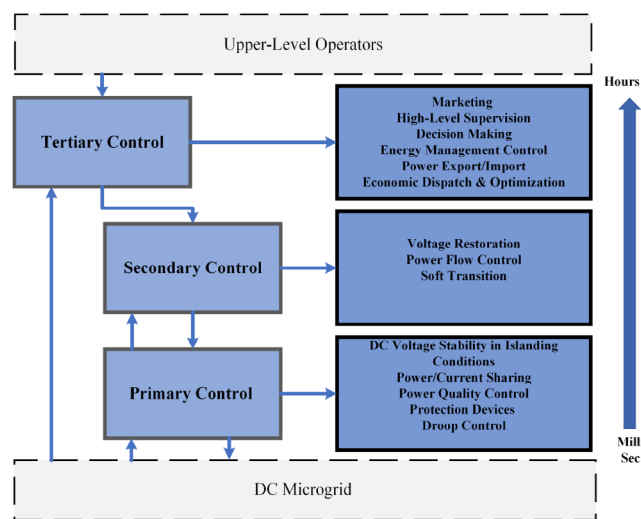 Upper-Level Operators
Hours
Tertiary Control
Marketing
High-Level Supervision
Decision Making
Energy Management Control
Power Export/Import
Economic Dispatch & Optimization
Secondary Control
Voltage Restoration
Power Flow Control
Soft Transition
Primary Control
DC Voltage Stability in Islanding
Conditions
Power/Current Sharing
Power Quality Control
Protection Devices
Droop Control
Mill
Sec
DC Microgrid